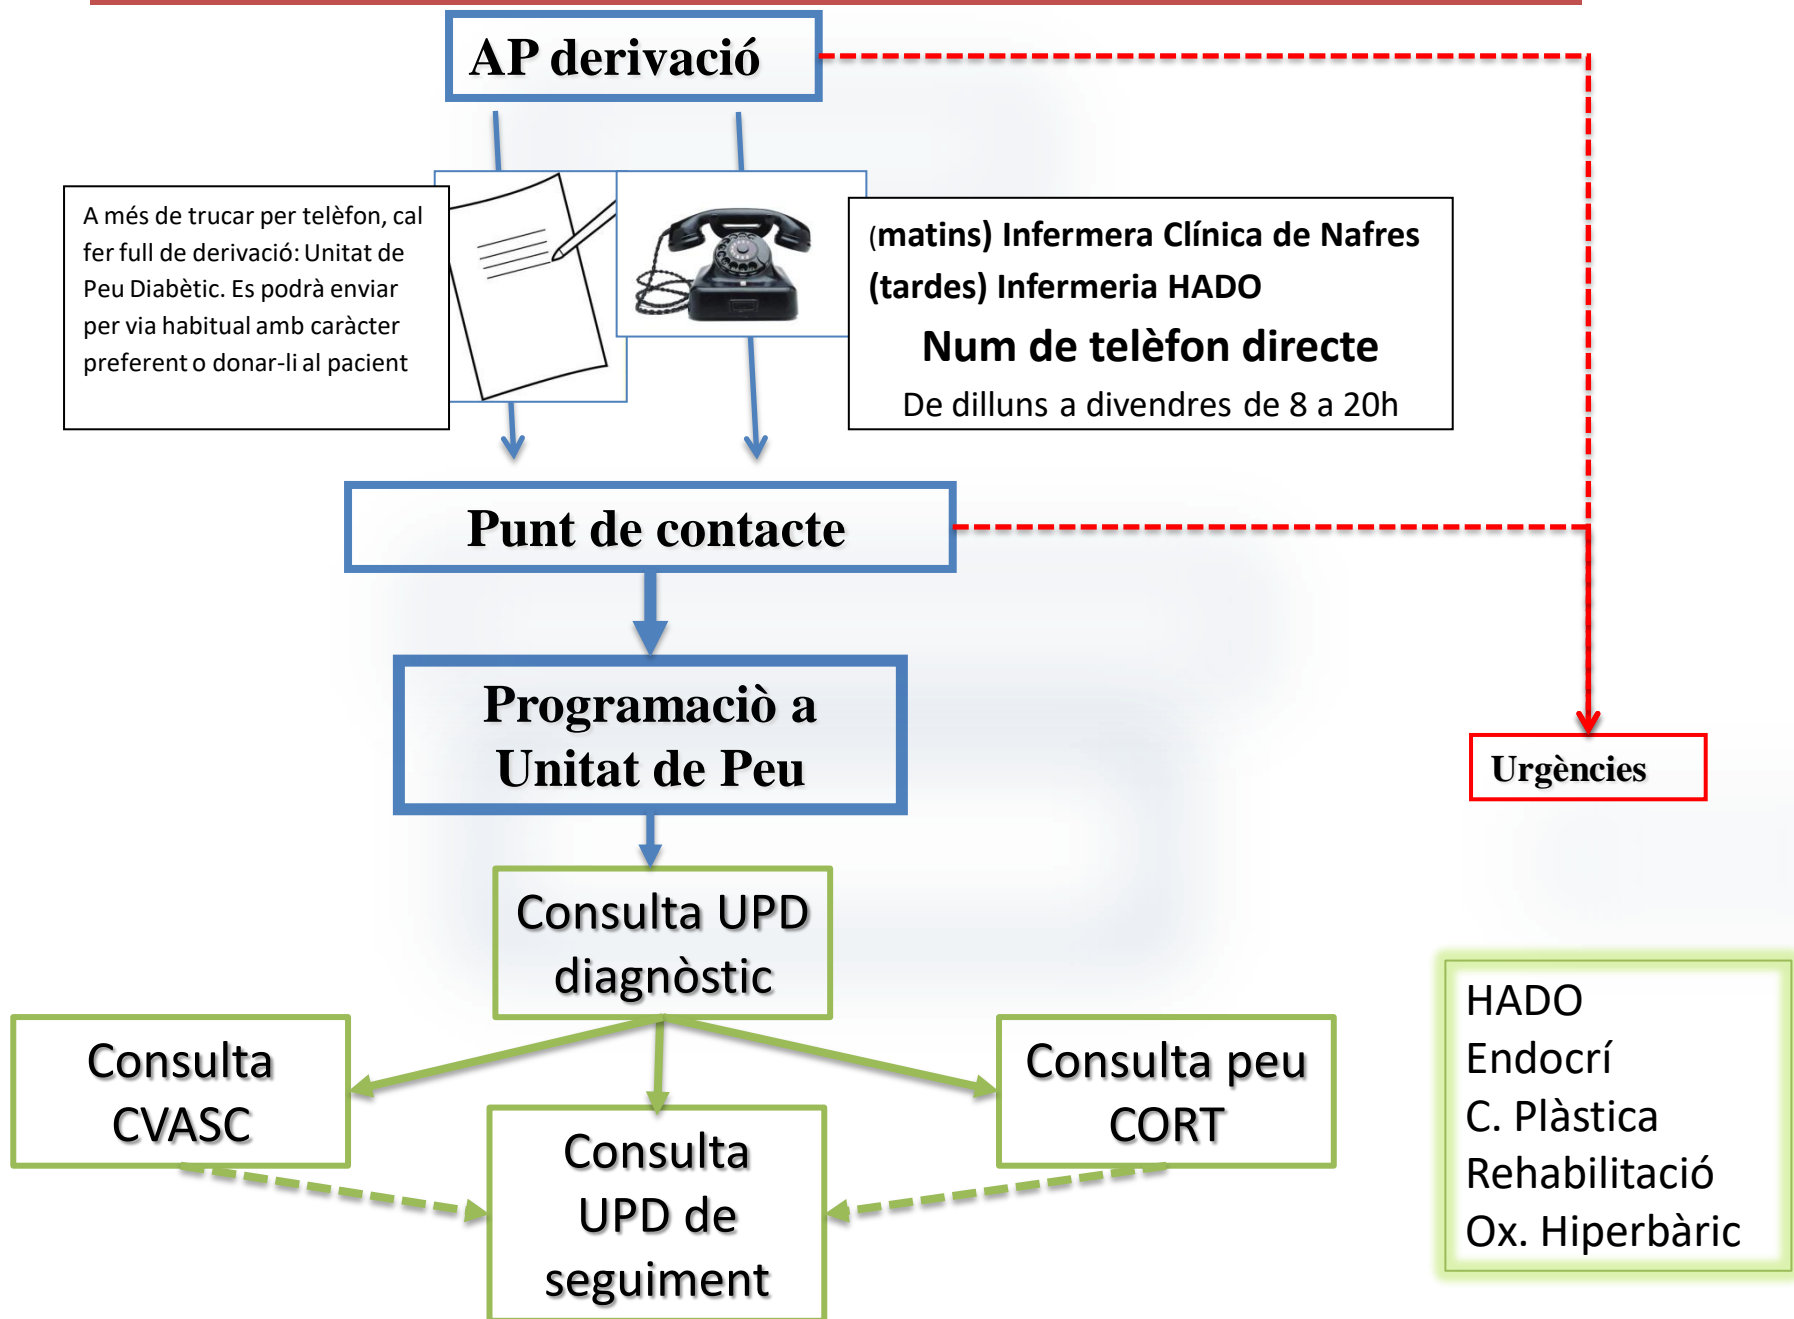 AP derivació
A més de trucar per telèfon, cal
fer full de derivació: Unitat de
Peu Diabètic. Es podrà enviar
per via habitual amb caràcter
preferent o donar-li al pacient
(matins) Infermera Clínica de Nafres
(tardes) Infermeria HADO
Num de telèfon directe
De dilluns a divendres de 8 a 20h
Punt de contacte
Programaciò a
Unitat de Peu
Urgències
Consulta UPD
diagnòstic
Consulta
CVASC
Consulta peu
CORT
Consulta
UPD de
seguiment
HADO
Endocrí
C. Plàstica
Rehabilitació
Ox. Hiperbàric